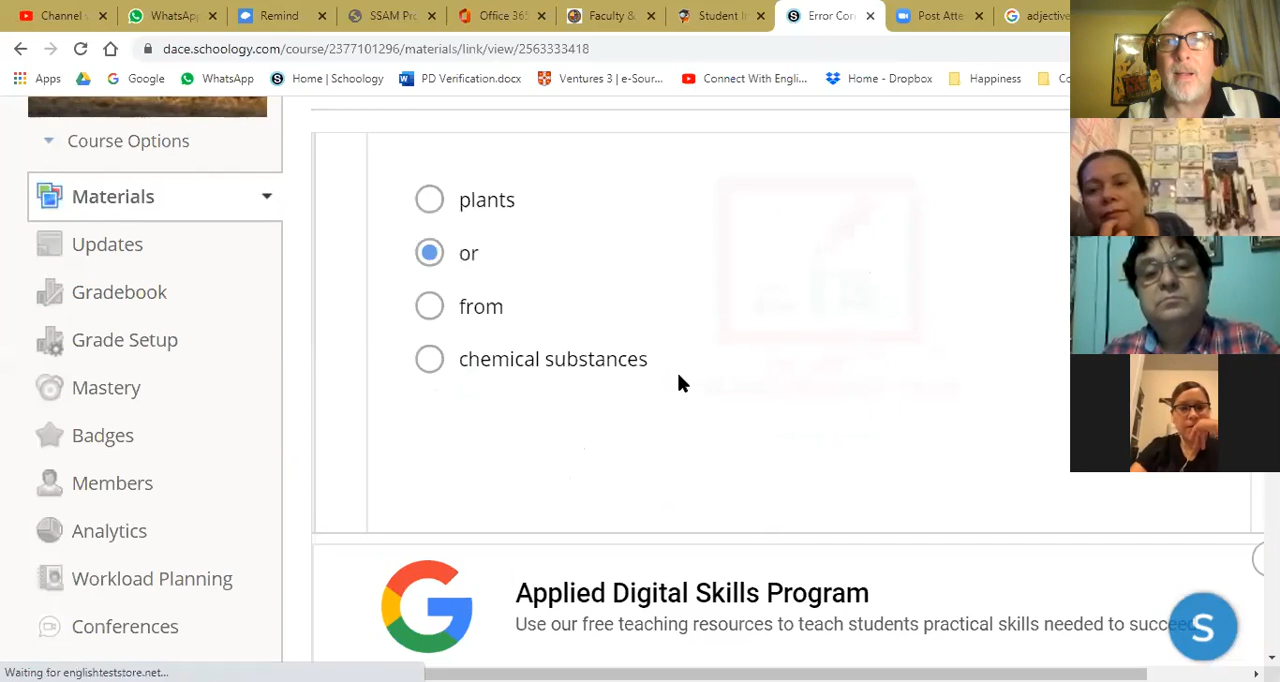 Channel v
WhatsApp
Remind
SSAM Pro
Office 365
Faculty &
Student In
Error Cor
Post Atte
adjective
dace.schoology.com/course/2377101296/materials/link/view/2563333418
Apps
Google
WhatsApp
Home | Schoology
PD Verification.docx
Ventures 3 | e-Sour...
Connect With Engli...
Home - Dropbox
Happiness
Course Options
Materials
Updates
Gradebook
Grade Setup
Mastery
Badges
Members
Analytics
Workload Planning
Conferences
plants
or
from
chemical substances
Applied Digital Skills Program
Use our free teaching resources to teach students practical skills needed to succeed
S
Waiting for englishteststore.net...